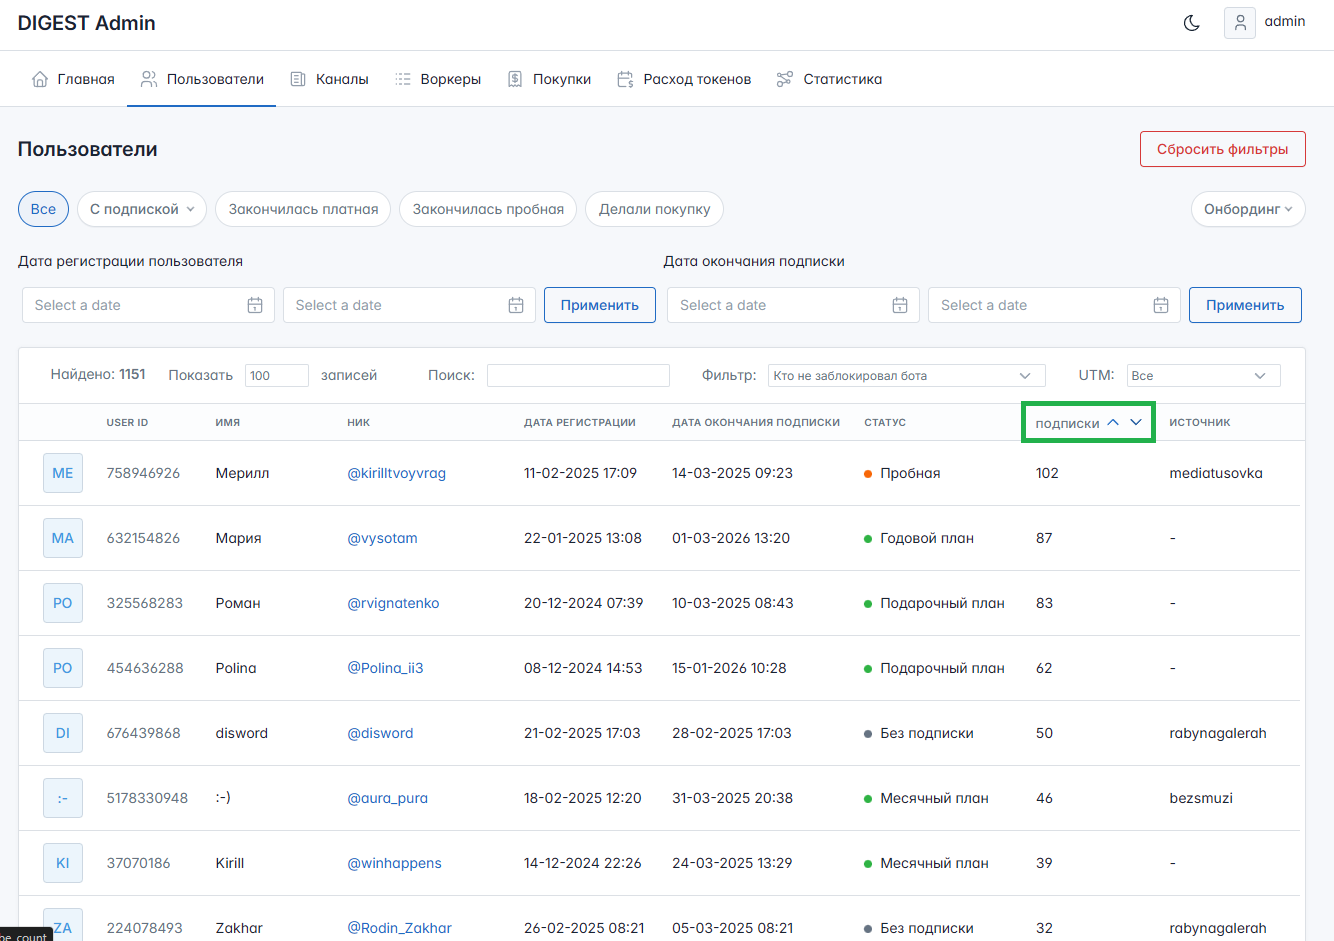 DIGEST Admin
admin
Главная Пользователи Каналы Воркеры Покупки Расход токенов Статистика
Пользователи
Сбросить фильтры
Все С подпиской Закончилась платная Закончилась пробная Делали покупку Онбординг
Дата регистрации пользователя Дата окончания подписки
Select a date Select a date Применить Select a date Select a date Применить
Найдено: 1151 Показать 100 записей Поиск: Фильтр: Кто не заблокировал бота UTM: Все
USER ID ИМЯ НИК ДАТА РЕГИСТРАЦИИ ДАТА ОКОНЧАНИЯ ПОДПИСКИ СТАТУС подписки ИСТОЧНИК
ME 758946926 Мерилл @kirilltvoyvrag 11-02-2025 17:09 14-03-2025 09:23 Пробная 102 mediatusovka
MA 632154826 Мария @vysotam 22-01-2025 13:08 01-03-2026 13:20 Годовой план 87 -
PO 325568283 Роман @rvignatenko 20-12-2024 07:39 10-03-2025 08:43 Подарочный план 83 -
PO 454636288 Polina @Polina_ii3 08-12-2024 14:53 15-01-2026 10:28 Подарочный план 62 -
DI 676439868 disword @disword 21-02-2025 17:03 28-02-2025 17:03 Без подписки 50 rabynagalerah
:- 5178330948 :-) @aura_pura 18-02-2025 12:20 31-03-2025 20:38 Месячный план 46 bezsmuzi
KI 37070186 Kirill @winhappens 14-12-2024 22:26 24-03-2025 13:29 Месячный план 39 -
ZA 224078493 Zakhar @Rodin_Zakhar 26-02-2025 08:21 05-03-2025 08:21 Без подписки 32 rabynagalerah